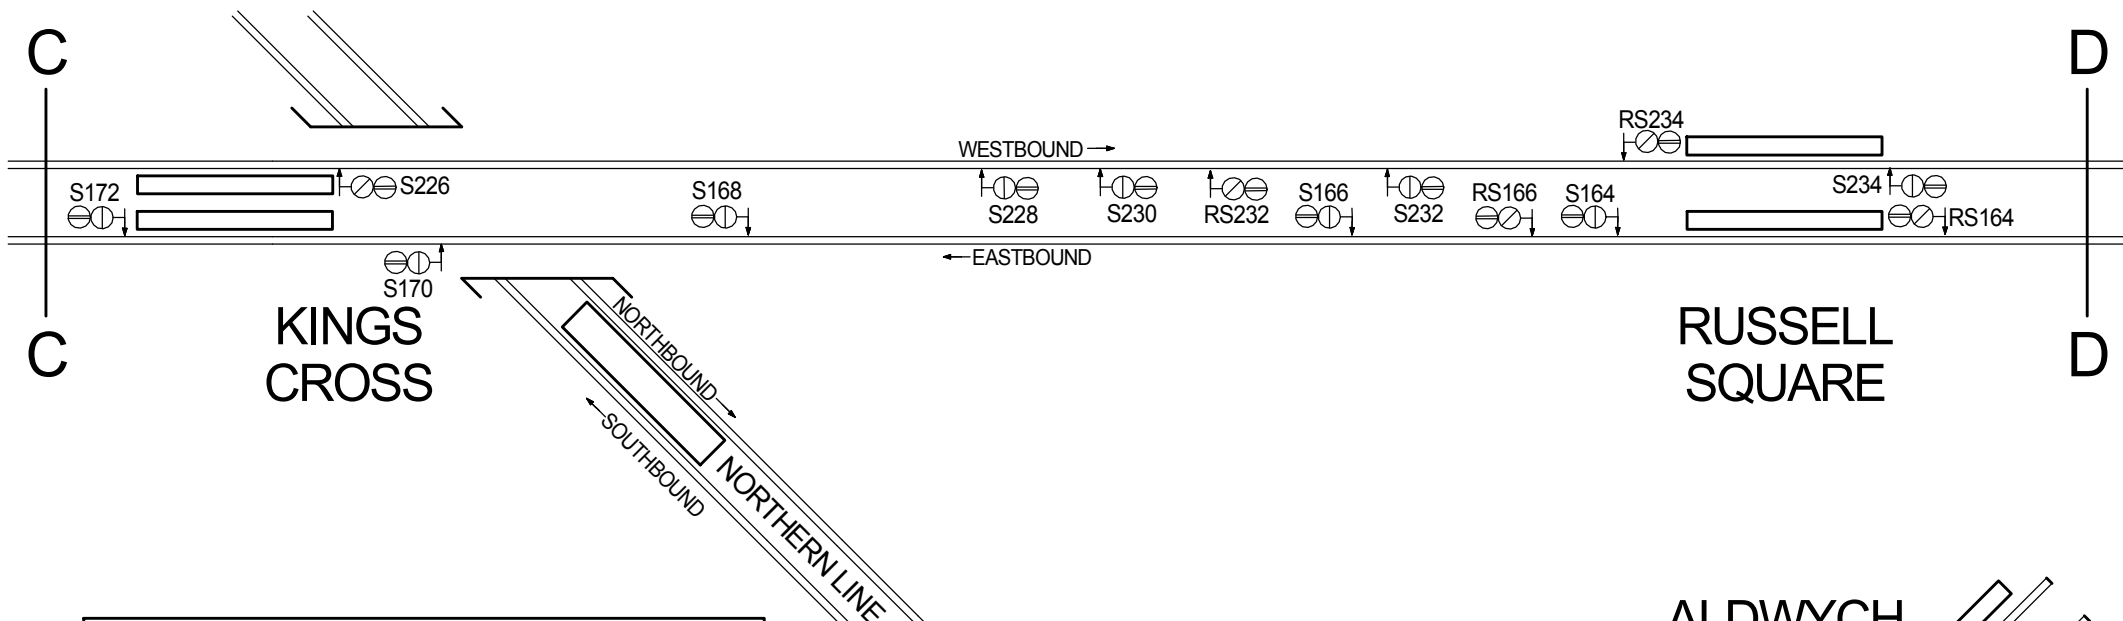 C
D
RS234
WESTBOUND
S172
S226
S168
S228
S230
RS232
S166
S232
RS166
S164
S234
RS164
S170
EASTBOUND
C
D
KINGS
CROSS
RUSSELL
SQUARE
NORTHBOUND
SOUTHBOUND
NORTHERN LINE
ALDWYCH